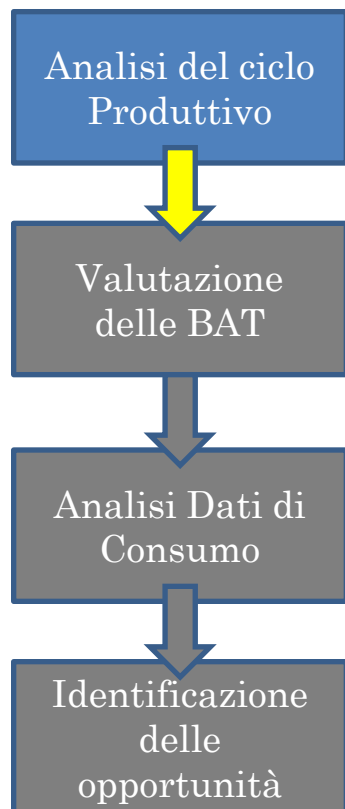 Analisi del ciclo
Produttivo
Valutazione
delle BAT
Analisi Dati di
Consumo
Identificazione
delle
opportunità